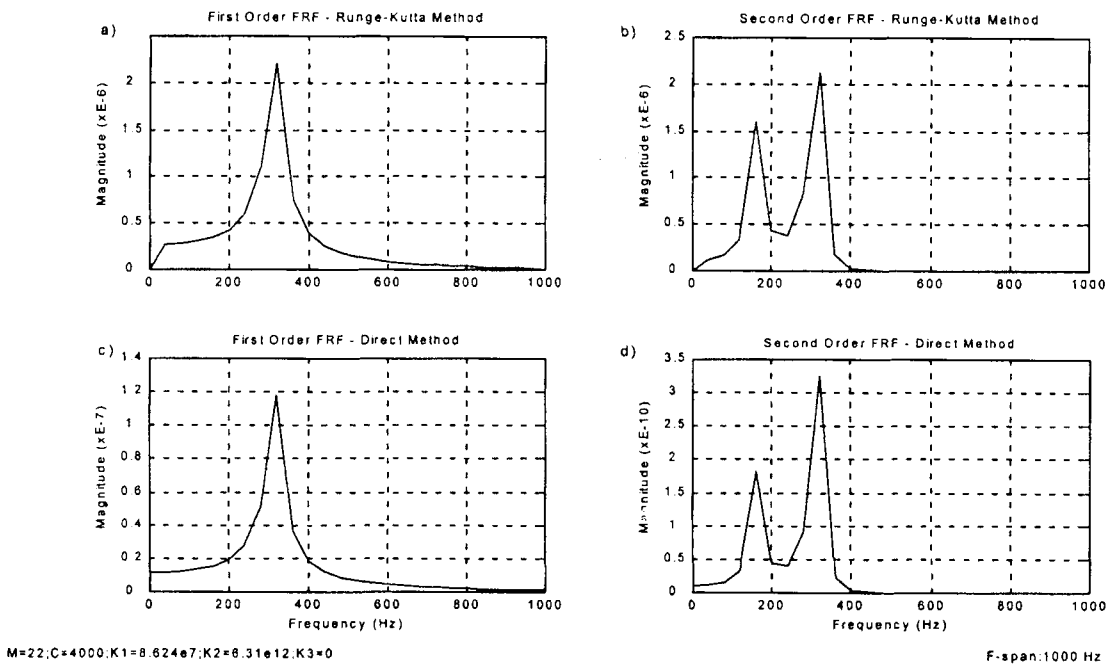 a)
First Order FRF - Runge-Kutta Method
Magnitude (xE-6)
2
1.5
1
0.5
0
0 200 400 600 800 1000
b)
Second Order FRF - Runge-Kutta Method
Magnitude (xE-6)
2.5
2
1.5
1
0.5
0
0 200 400 600 800 1000
c)
First Order FRF - Direct Method
Magnitude (xE-7)
1.4
1.2
1
0.8
0.6
0.4
0.2
0
0 200 400 600 800 1000
Frequency (Hz)
d)
Second Order FRF - Direct Method
(xE-10)
3.5
3
2.5
2
1.5
1
0.5
0
0 200 400 600 800 1000
Frequency (Hz)
M=22;C=4000;K1=8.624e7;K2=6.31e12;K3=0
F-span:1000 Hz